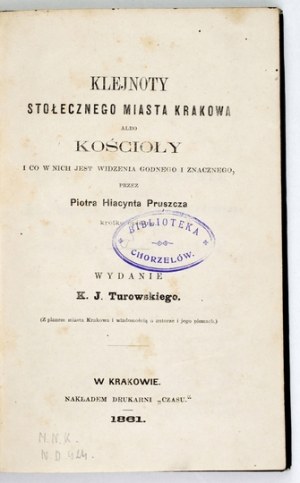 KLEJNOTY
STOŁECZNEGO MIASTA KRAKOWA
ALBO
KOŚCIOŁY
I CO W NICH JEST WIDZENIA GODNEGO I ZNACZNEGO,
PRZEZ
Piotra Hiacynta Pruszcza
BIBLIOTEKA
CHORZELÓW.
WYDANIE
K. J. Turowskiego.
(Z planem miasta Krakowa i wiadomością o autorze i jego pismach.)
W KRAKOWIE.
NAKŁADEM DRUKARNI „CZASU.“
1861.
N.D. 424.